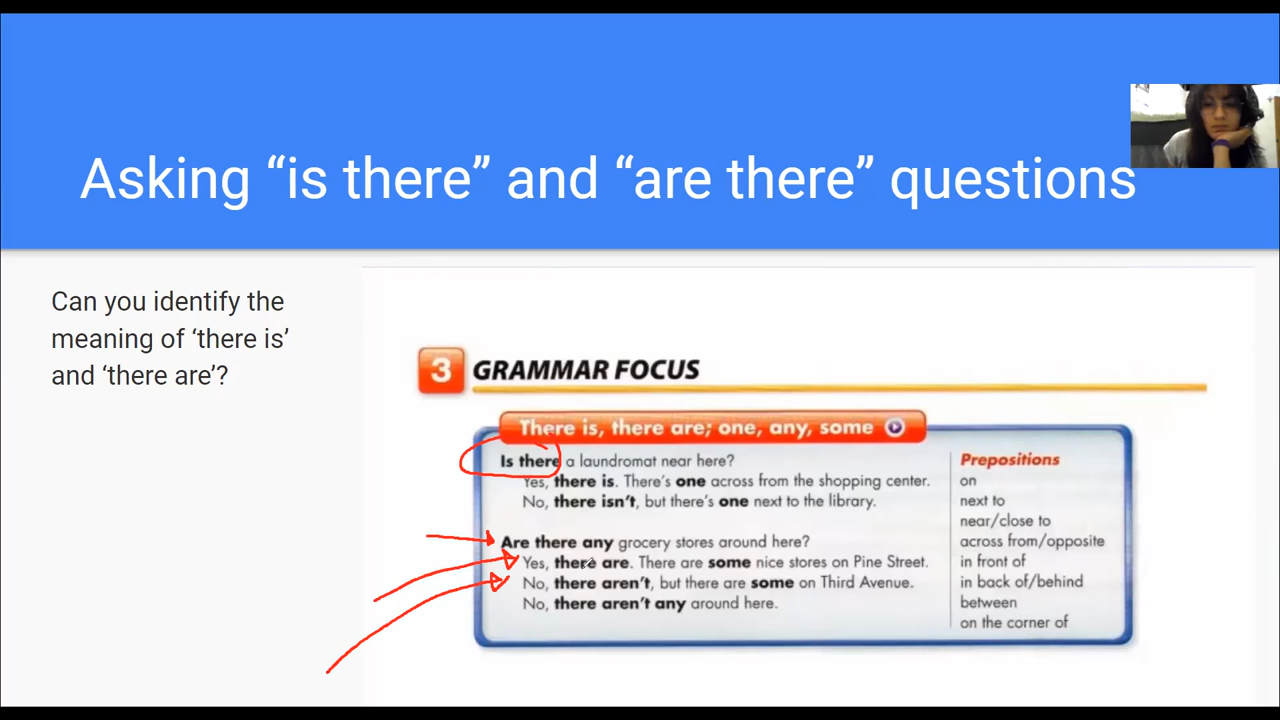 Asking “is there” and “are there” questions
Can you identify the
meaning of ‘there is’
and ‘there are’?
3 GRAMMAR FOCUS
There is, there are; one, any, some
Is there a laundromat near here?
Yes, there is. There's one across from the shopping center.
No, there isn't, but there's one next to the library.
Are there any grocery stores around here?
Yes, there are. There are some nice stores on Pine Street.
No, there aren't, but there are some on Third Avenue.
No, there aren't any around here.
Prepositions
on
next to
near/close to
across from/opposite
in front of
in back of/behind
between
on the corner of